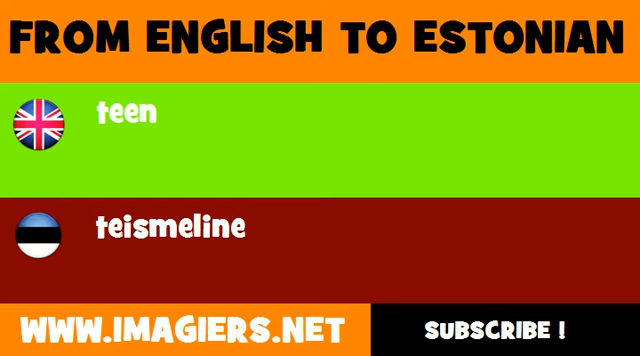 FROM ENGLISH TO ESTONIAN
teen
teismeline
WWW.IMAGIERS.NET
SUBSCRIBE !